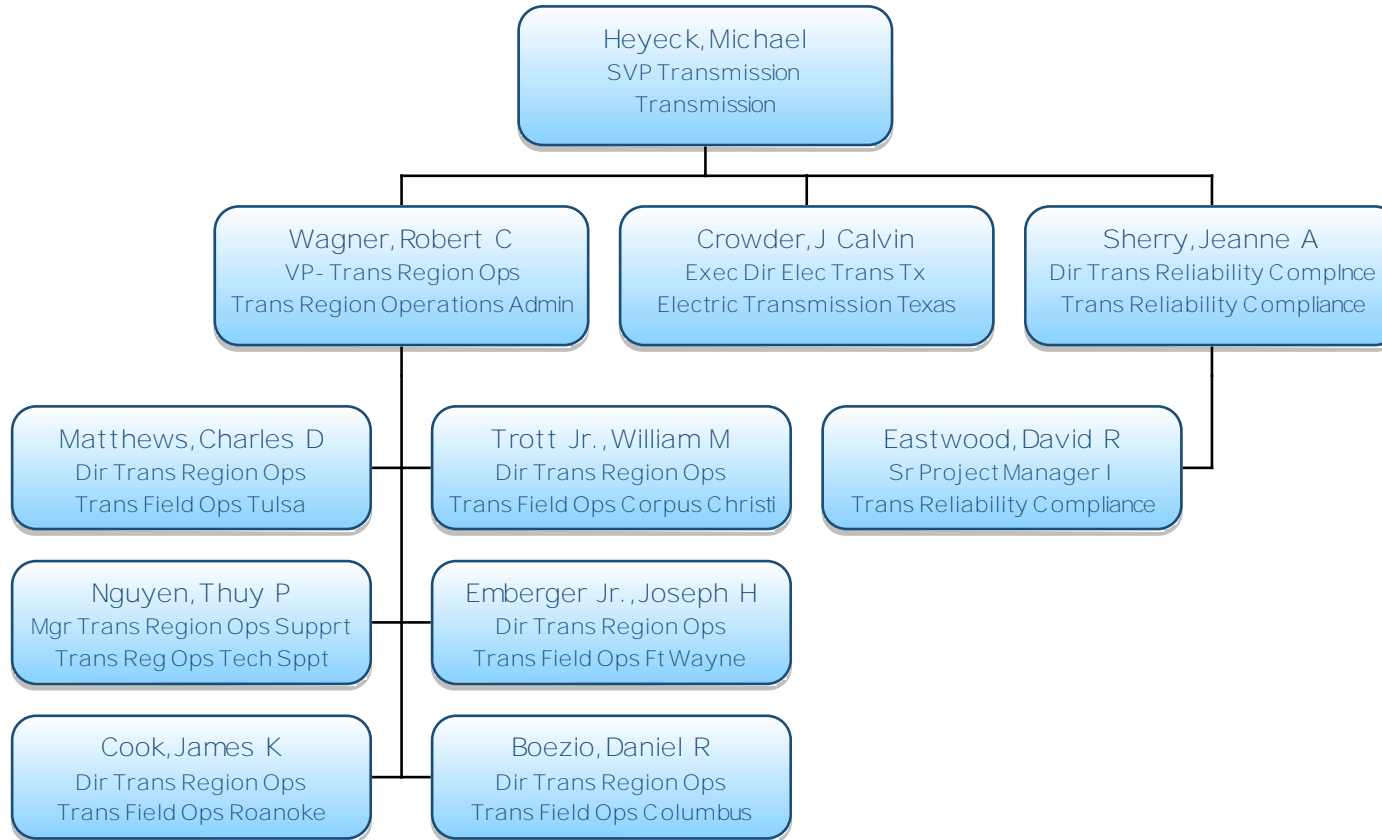 Heyeck, Michael
SVP Transmission
Transmission
Wagner, Robert C
VP- Trans Region Ops
Trans Region Operations Admin
Crowder, J Calvin
Exec Dir Elec Trans Tx
Electric Transmission Texas
Sherry, Jeanne A
Dir Trans Reliability Complnce
Trans Reliability Compliance
Matthews, Charles D
Dir Trans Region Ops
Trans Field Ops Tulsa
Trott Jr., William M
Dir Trans Region Ops
Trans Field Ops Corpus Christi
Eastwood, David R
Sr Project Manager I
Trans Reliability Compliance
Nguyen, Thuy P
Mgr Trans Region Ops Supprt
Trans Reg Ops Tech Sppt
Emberger Jr., Joseph H
Dir Trans Region Ops
Trans Field Ops Ft Wayne
Cook, James K
Dir Trans Region Ops
Trans Field Ops Roanoke
Boezio, Daniel R
Dir Trans Region Ops
Trans Field Ops Columbus